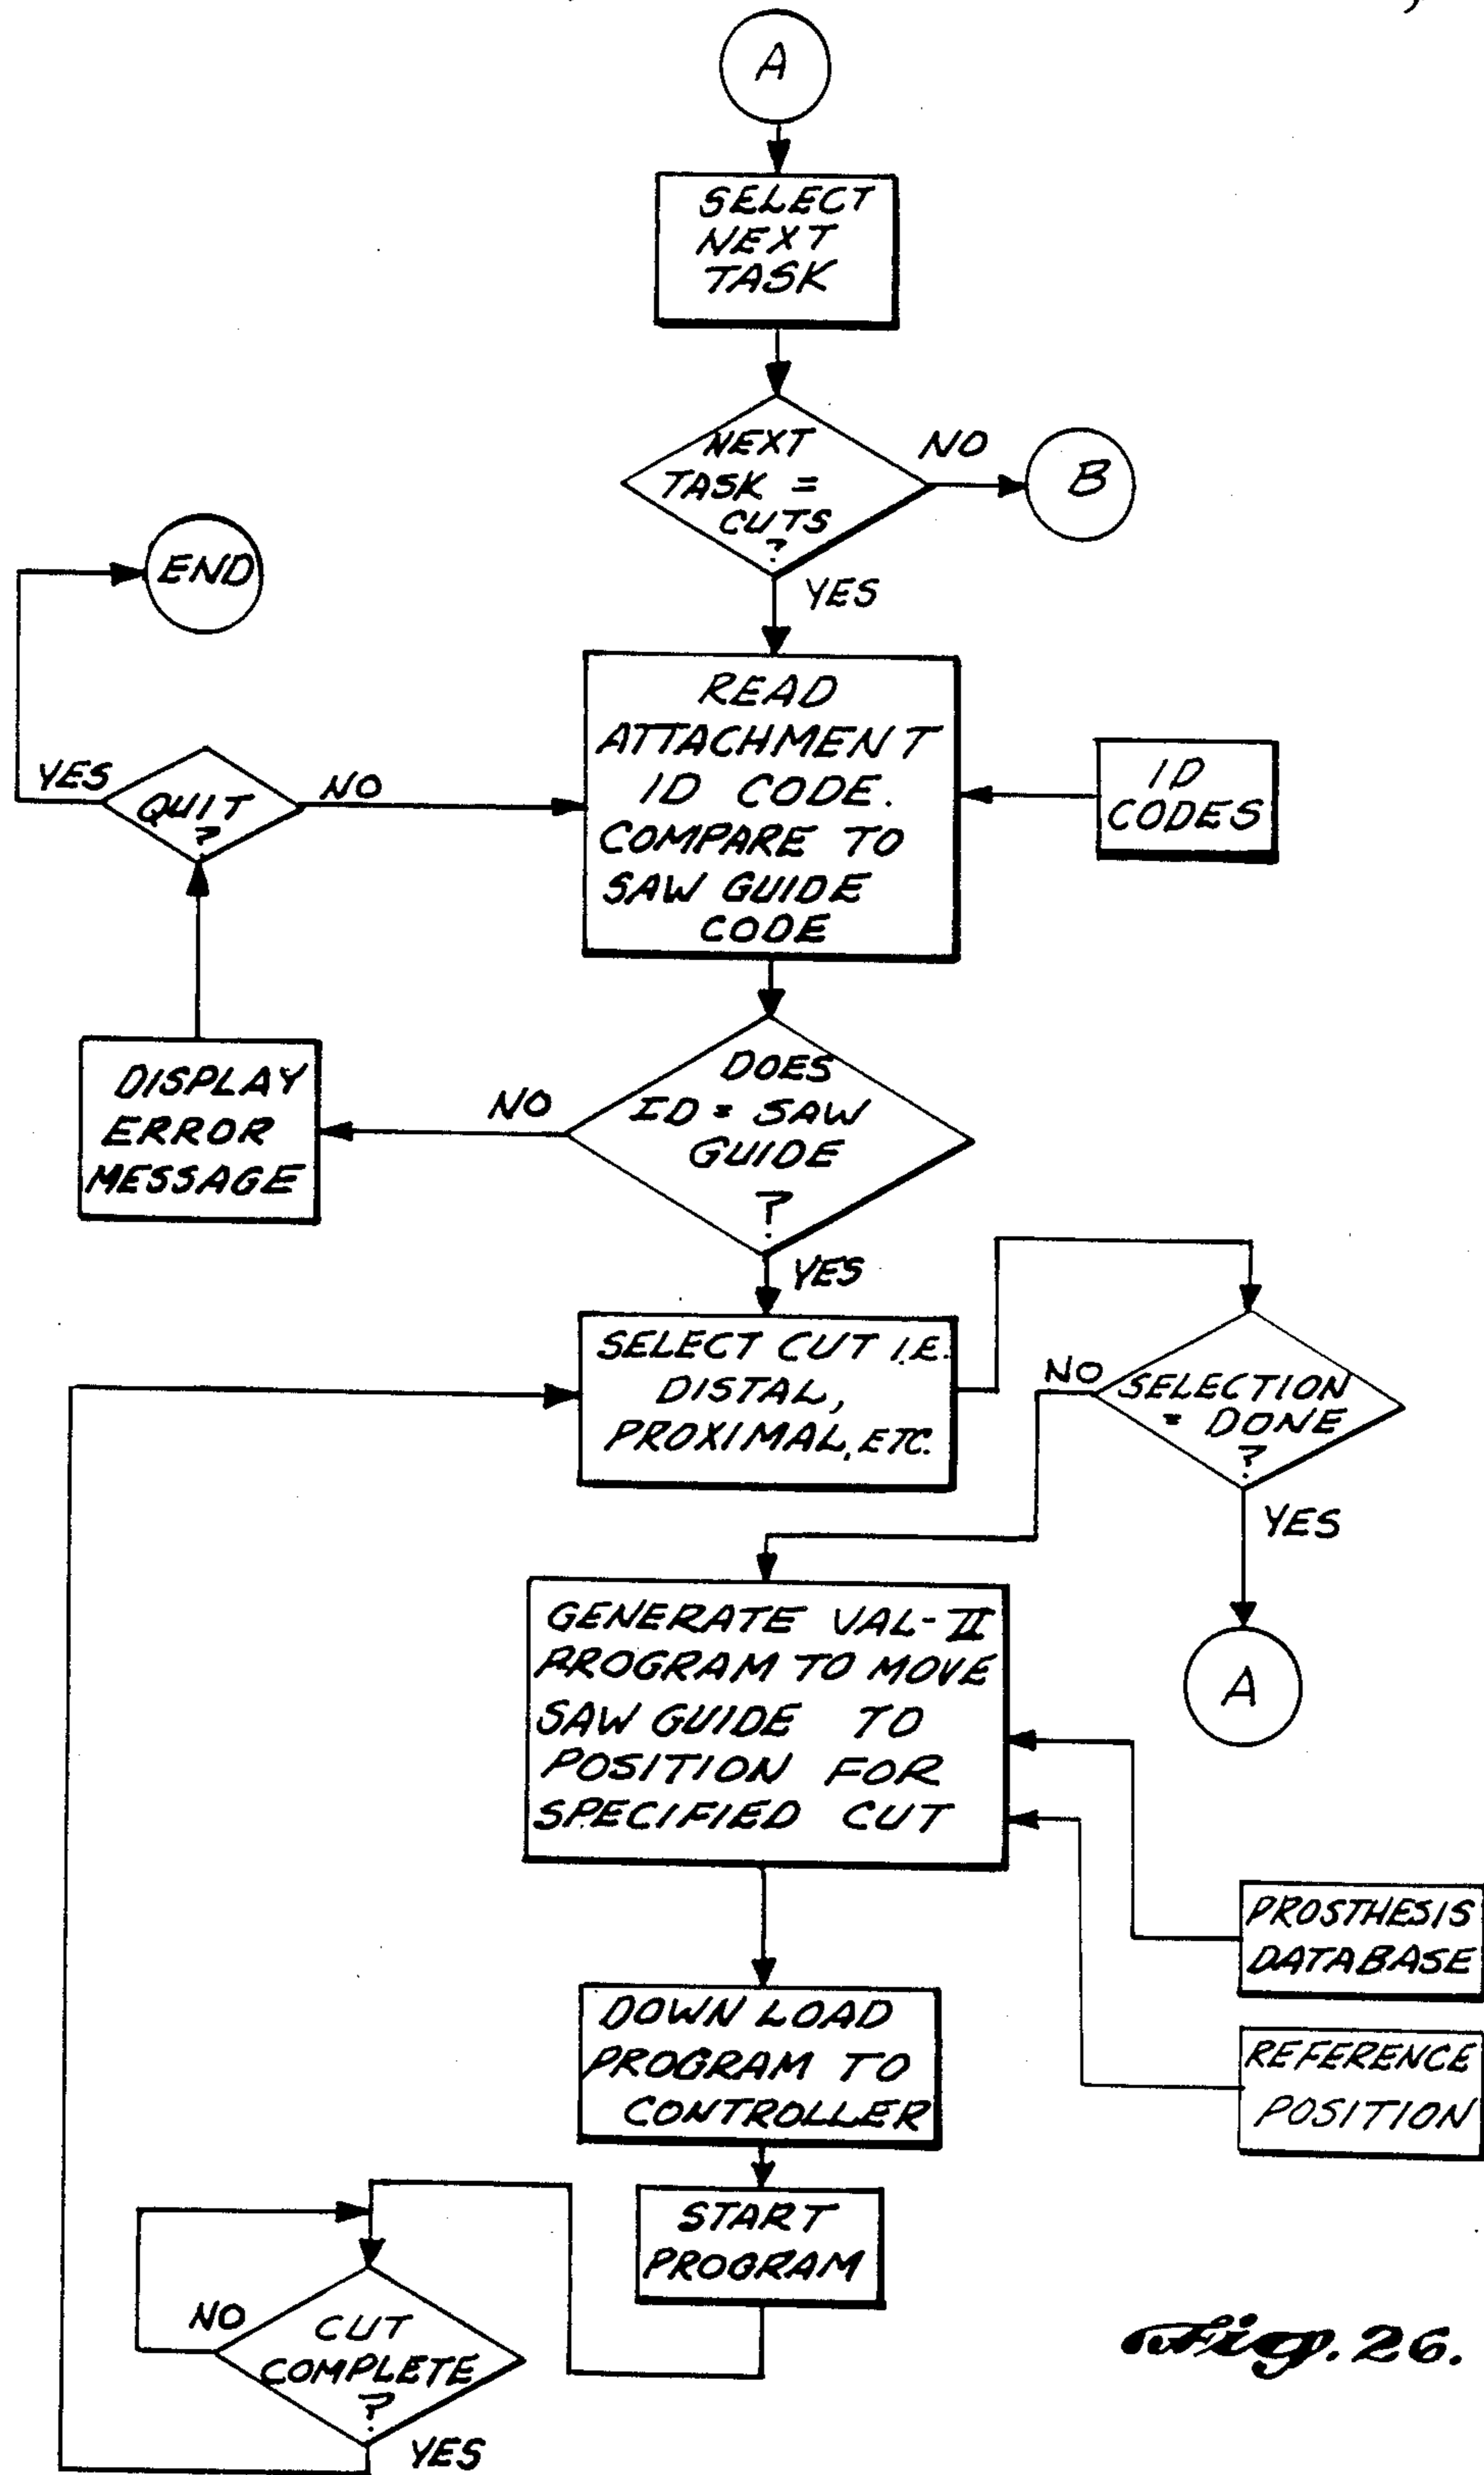 A
SELECT
NEXT
TASK
NEXT
TASK =
CUTS
?
NO
B
YES
END
READ
ATTACHMENT
ID CODE.
COMPARE TO
SAW GUIDE
CODE
ID
CODES
YES
QUIT
?
NO
DISPLAY
ERROR
MESSAGE
NO
DOES
ID = SAW
GUIDE
?
YES
SELECT CUT I.E.
DISTAL,
PROXIMAL, ETC.
NO
SELECTION
= DONE
?
YES
A
GENERATE VAL-II
PROGRAM TO MOVE
SAW GUIDE TO
POSITION FOR
SPECIFIED CUT
PROSTHESIS
DATABASE
REFERENCE
POSITION
DOWN LOAD
PROGRAM TO
CONTROLLER
START
PROGRAM
NO
CUT
COMPLETE
?
YES
Fig. 26.